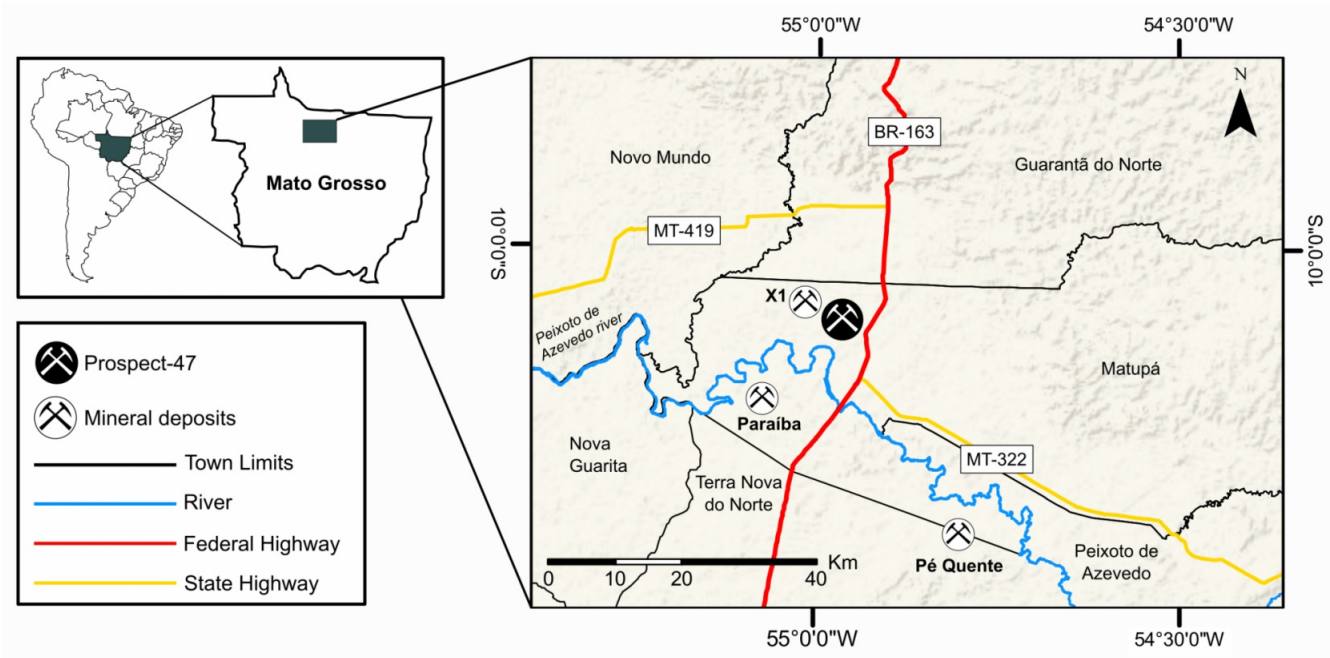 55°0'0"W
54°30'0"W
N
BR-163
Novo Mundo
Guarantã do Norte
Mato Grosso
MT-419
10°0'0"S
10°0'0"S
X1
Peixoto de
Azevedo river
Prospect-47
Matupá
Mineral deposits
Paraíba
Nova
Guarita
Town Limits
MT-322
Terra Nova
do Norte
River
Federal Highway
Peixoto de
Azevedo
Km
Pé Quente
0 10 20 40
State Highway
55°0'0"W
54°30'0"W